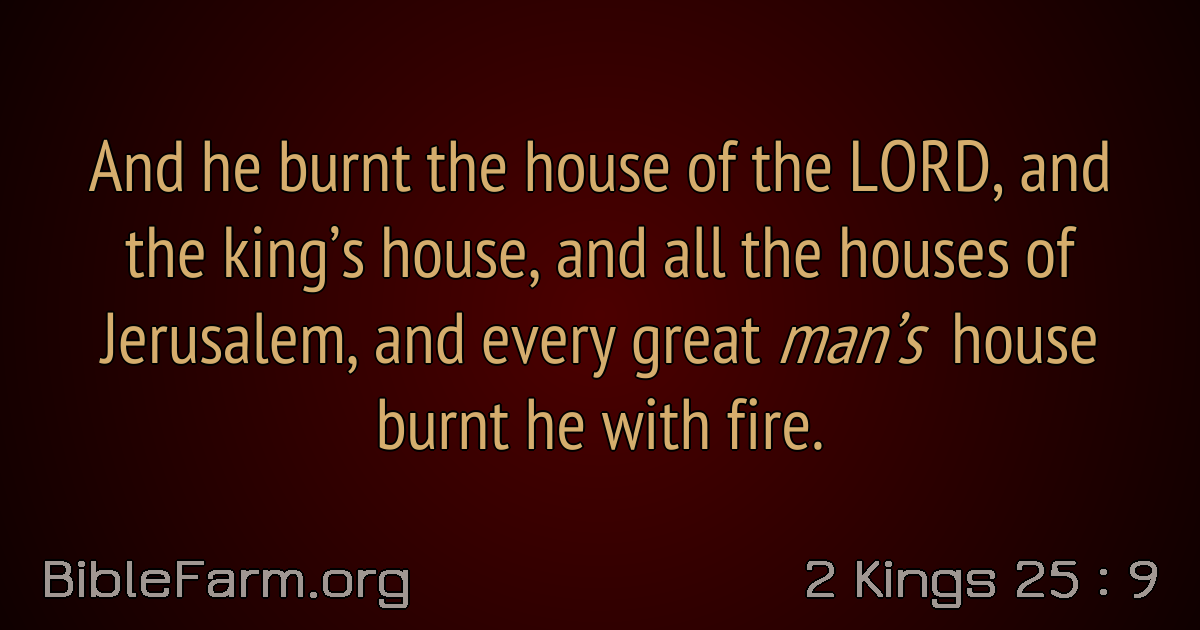 And he burnt the house of the LORD, and
the king’s house, and all the houses of
Jerusalem, and every great man’s house
burnt he with fire.
BibleFarm.org
2 Kings 25 : 9